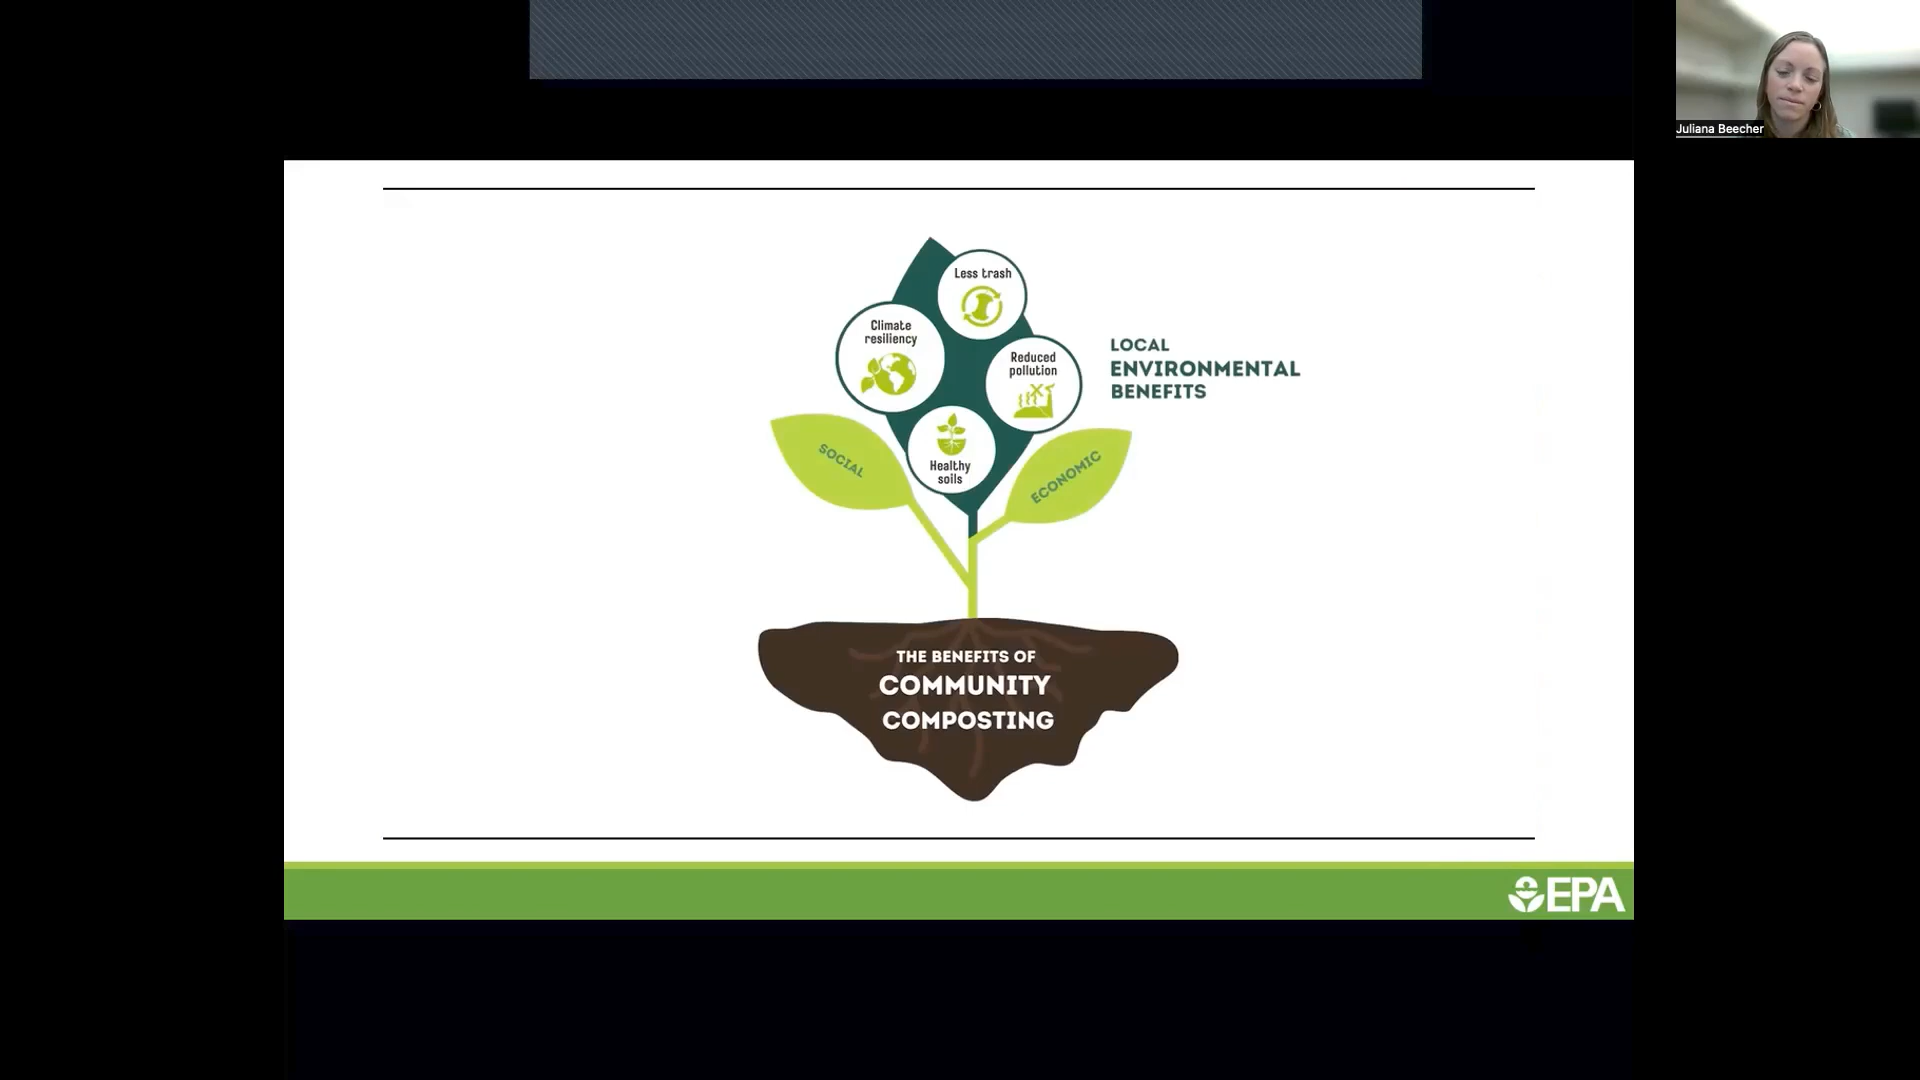 Juliana Beecher
Less trash
Climate
resiliency
Reduced
pollution
LOCAL
ENVIRONMENTAL
BENEFITS
Healthy
soils
SOCIAL
ECONOMIC
THE BENEFITS OF
COMMUNITY
COMPOSTING
EPA